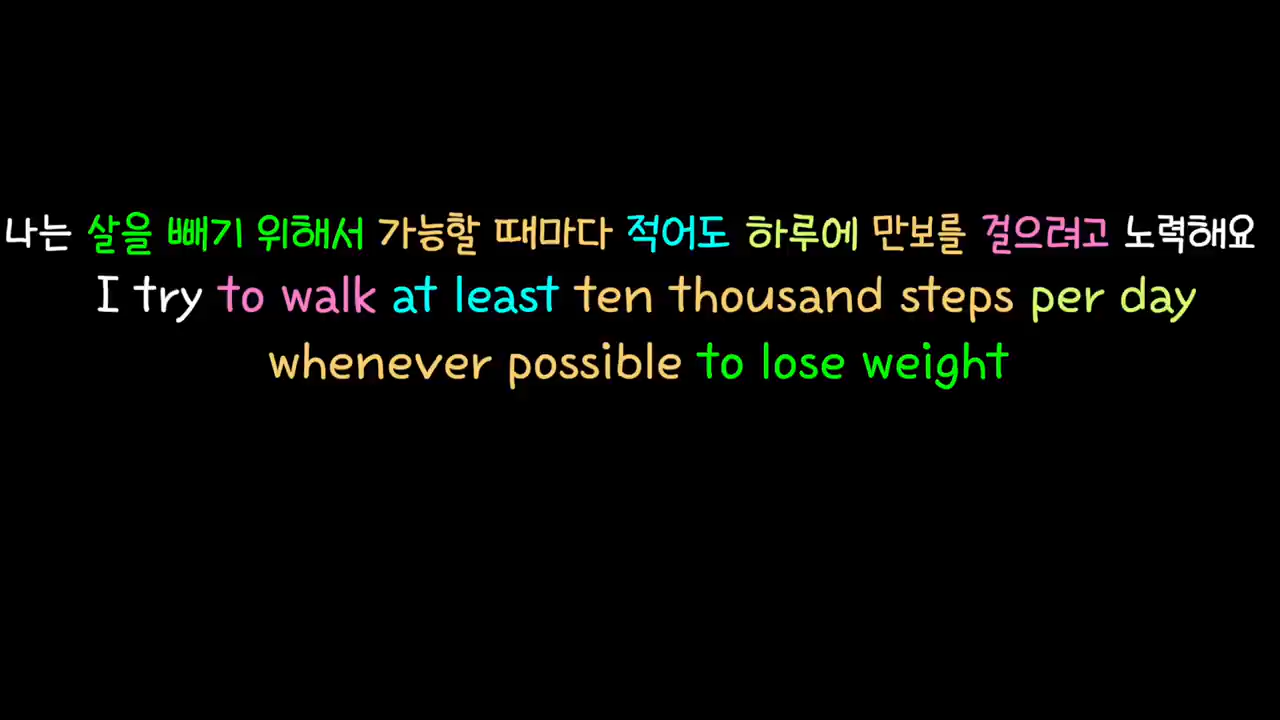 나는 살을 빼기 위해서 가능할 때마다 적어도 하루에 만보를 걸으려고 노력해요
I try to walk at least ten thousand steps per day
whenever possible to lose weight